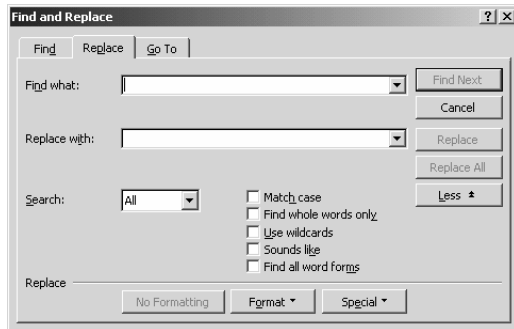 Find and Replace
Find Replace Go To
Find what: Find Next
Cancel
Replace with: Replace
Replace All
Search: All Match case Less
Find whole words only
Use wildcards
Sounds like
Find all word forms
Replace
No Formatting Format Special